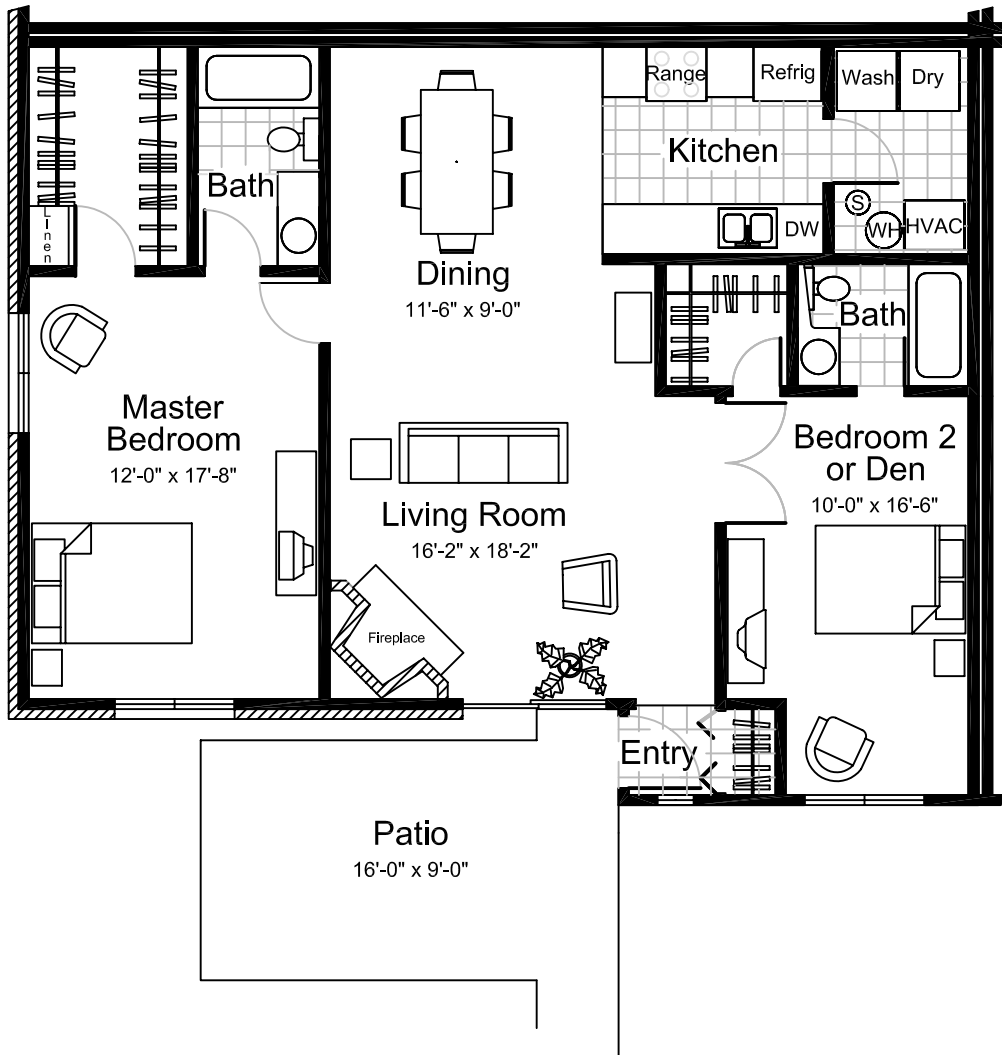 Range
Refrig
Wash
Dry
Kitchen
Bath
Linen
S
WH
HVAC
DW
Dining
11'-6" x 9'-0"
Bath
Master
Bedroom
12'-0" x 17'-8"
Bedroom 2
or Den
10'-0" x 16'-6"
Living Room
16'-2" x 18'-2"
Fireplace
Entry
Patio
16'-0" x 9'-0"